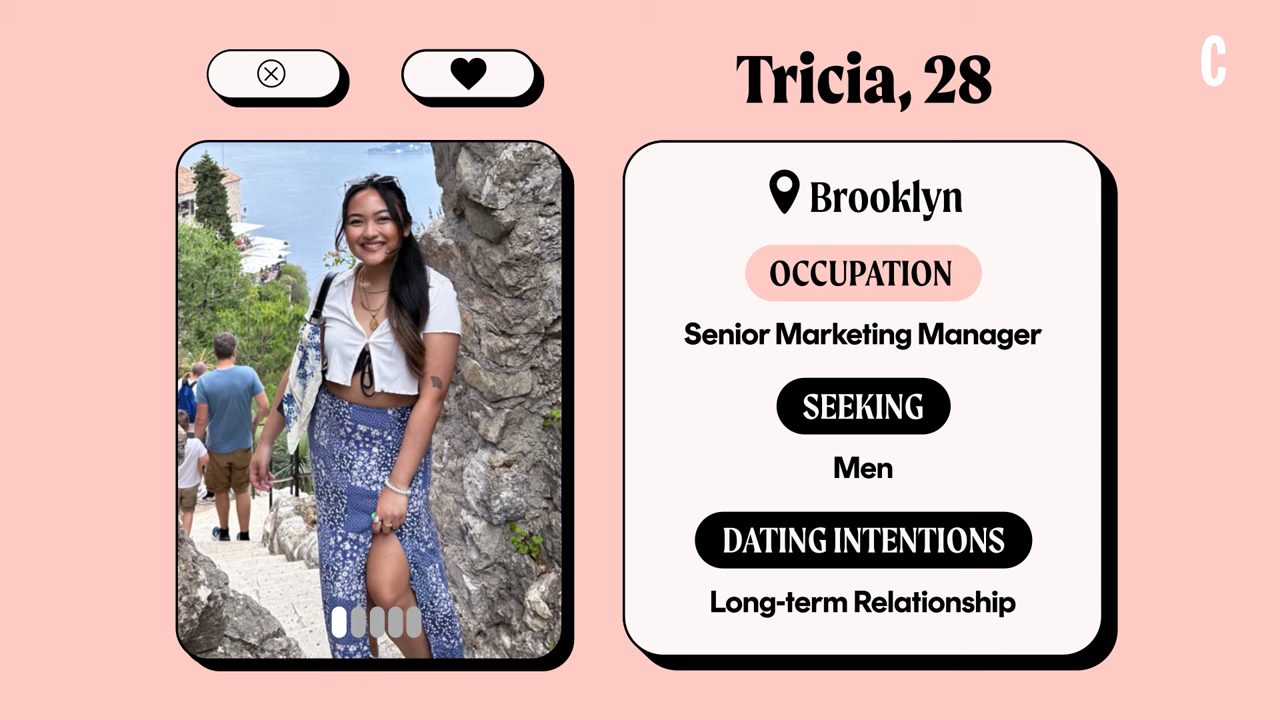 Tricia, 28
C
Brooklyn
OCCUPATION
Senior Marketing Manager
SEEKING
Men
DATING INTENTIONS
Long-term Relationship